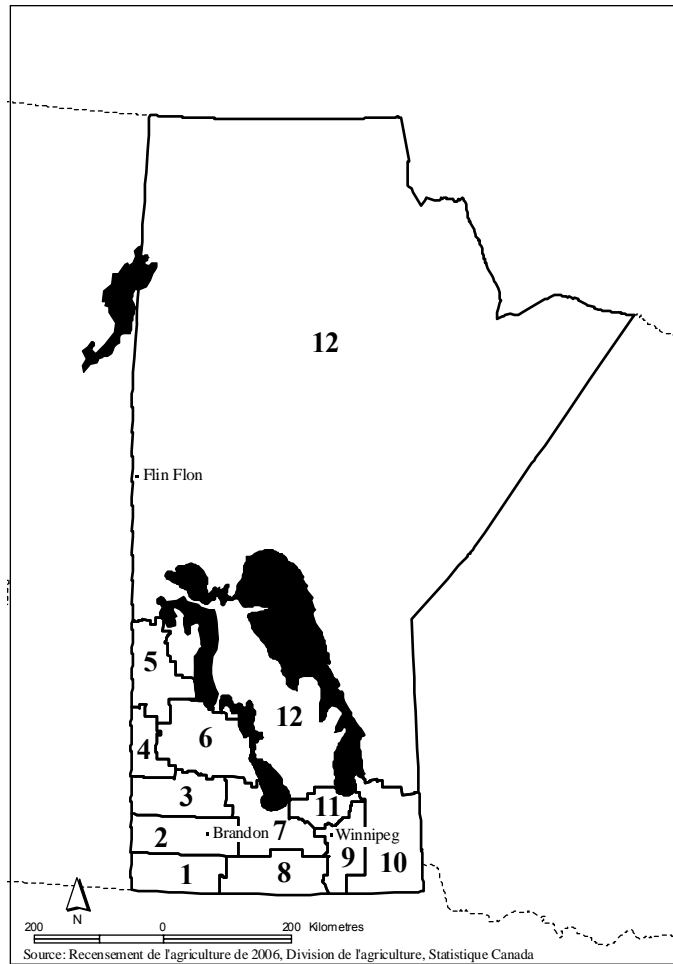 12
Flin Flon
5
12
6
4
3
11
Brandon
7
Winnipeg
2
9
10
1
8
N
200 0 200 Kilometres
Source: Recensement de l'agriculture de 2006, Division de l'agriculture, Statistique Canada